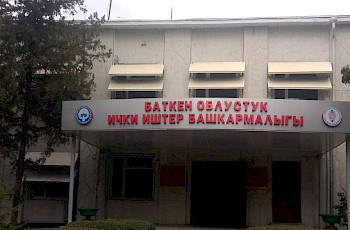 БАТКЕН ОБЛУСТУК
ИЧКИ ИШТЕР БАШКАРМАЛЫГЫ